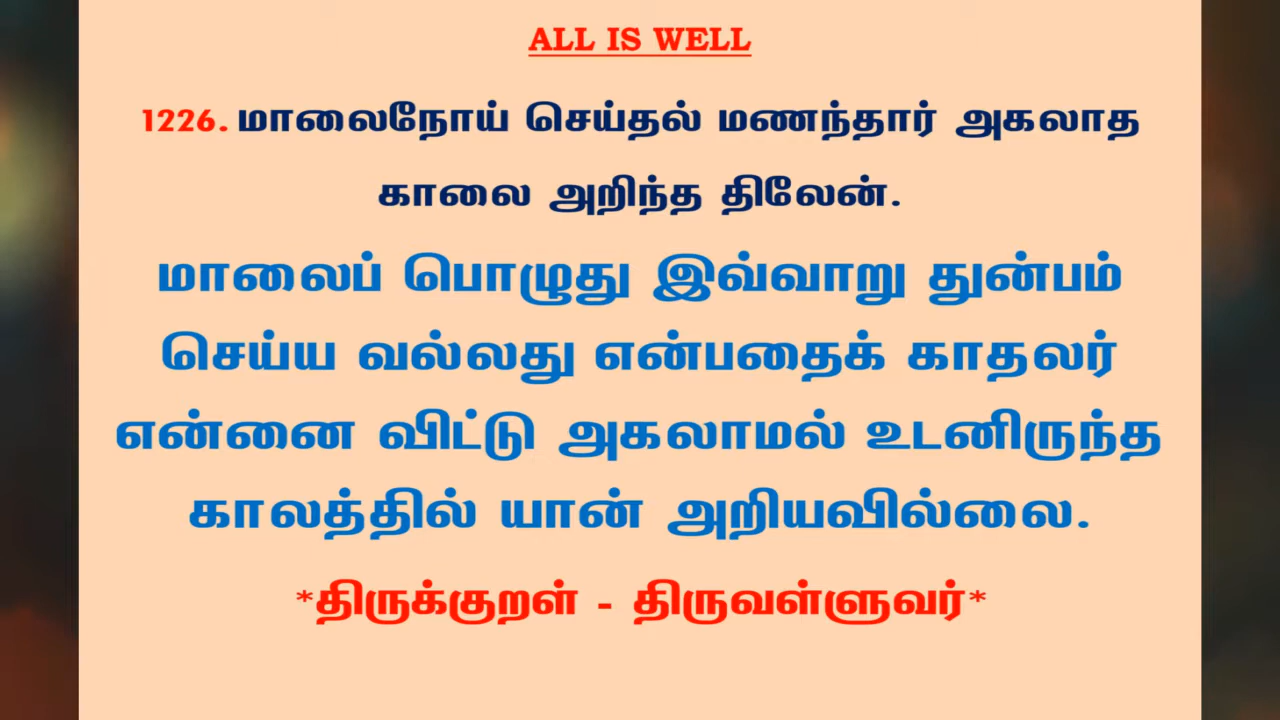 ALL IS WELL
1226. மாலைநோய் செய்தல் மணந்தார் அகலாத
காலை அறிந்த திலேன்.
மாலைப் பொழுது இவ்வாறு துன்பம்
செய்ய வல்லது என்பதைக் காதலர்
என்னை விட்டு அகலாமல் உடனிருந்த
காலத்தில் யான் அறியவில்லை.
*திருக்குறள் - திருவள்ளுவர்*